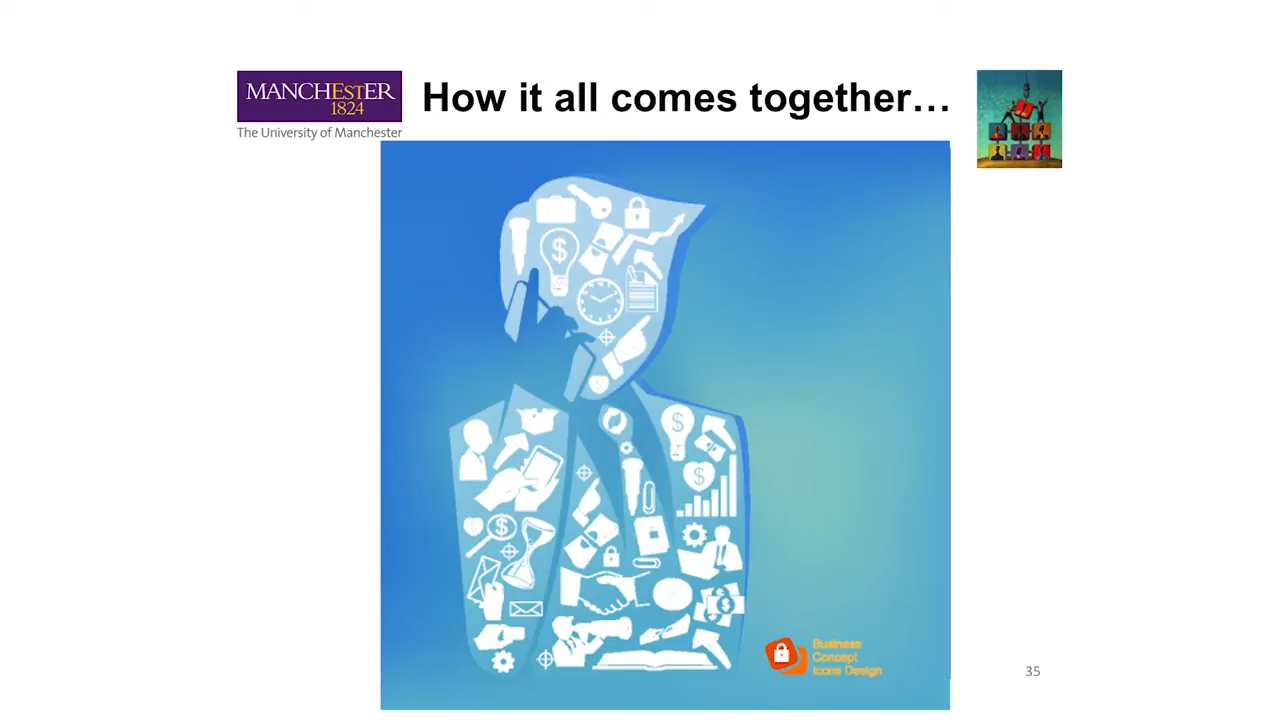 MANCHESTER
1824
The University of Manchester
How it all comes together…
$
$
$
$
$
Business
Concept
Icons Design
35